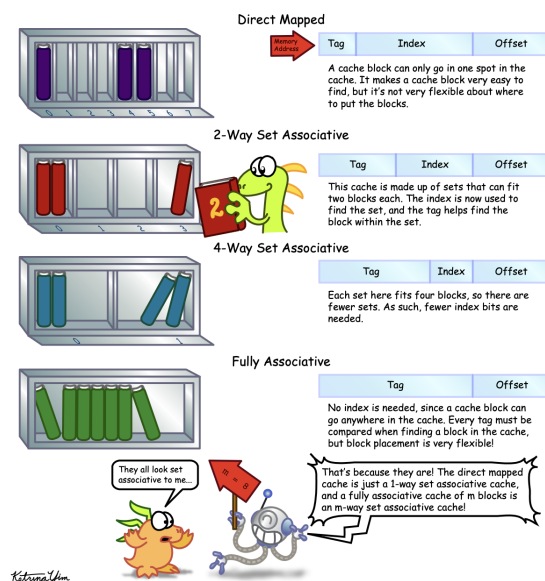 Direct Mapped
Memory
Address
Tag Index Offset
A cache block can only go in one spot in the
cache. It makes a cache block very easy to
find, but it's not very flexible about where
to put the blocks.
0 1 2 3 4 5 6 7
2-Way Set Associative
2
Tag Index Offset
This cache is made up of sets that can fit
two blocks each. The index is now used to
find the set, and the tag helps find the
block within the set.
0 1 2 3
4-Way Set Associative
Tag Index Offset
Each set here fits four blocks, so there are
fewer sets. As such, fewer index bits are
needed.
0 1
Fully Associative
Tag Offset
No index is needed, since a cache block can
go anywhere in the cache. Every tag must be
compared when finding a block in the cache,
but block placement is very flexible!
They all look set
associative to me...
m = 8
That's because they are! The direct mapped
cache is just a 1-way set associative cache,
and a fully associative cache of m blocks is
an m-way set associative cache!
Katrina Yim